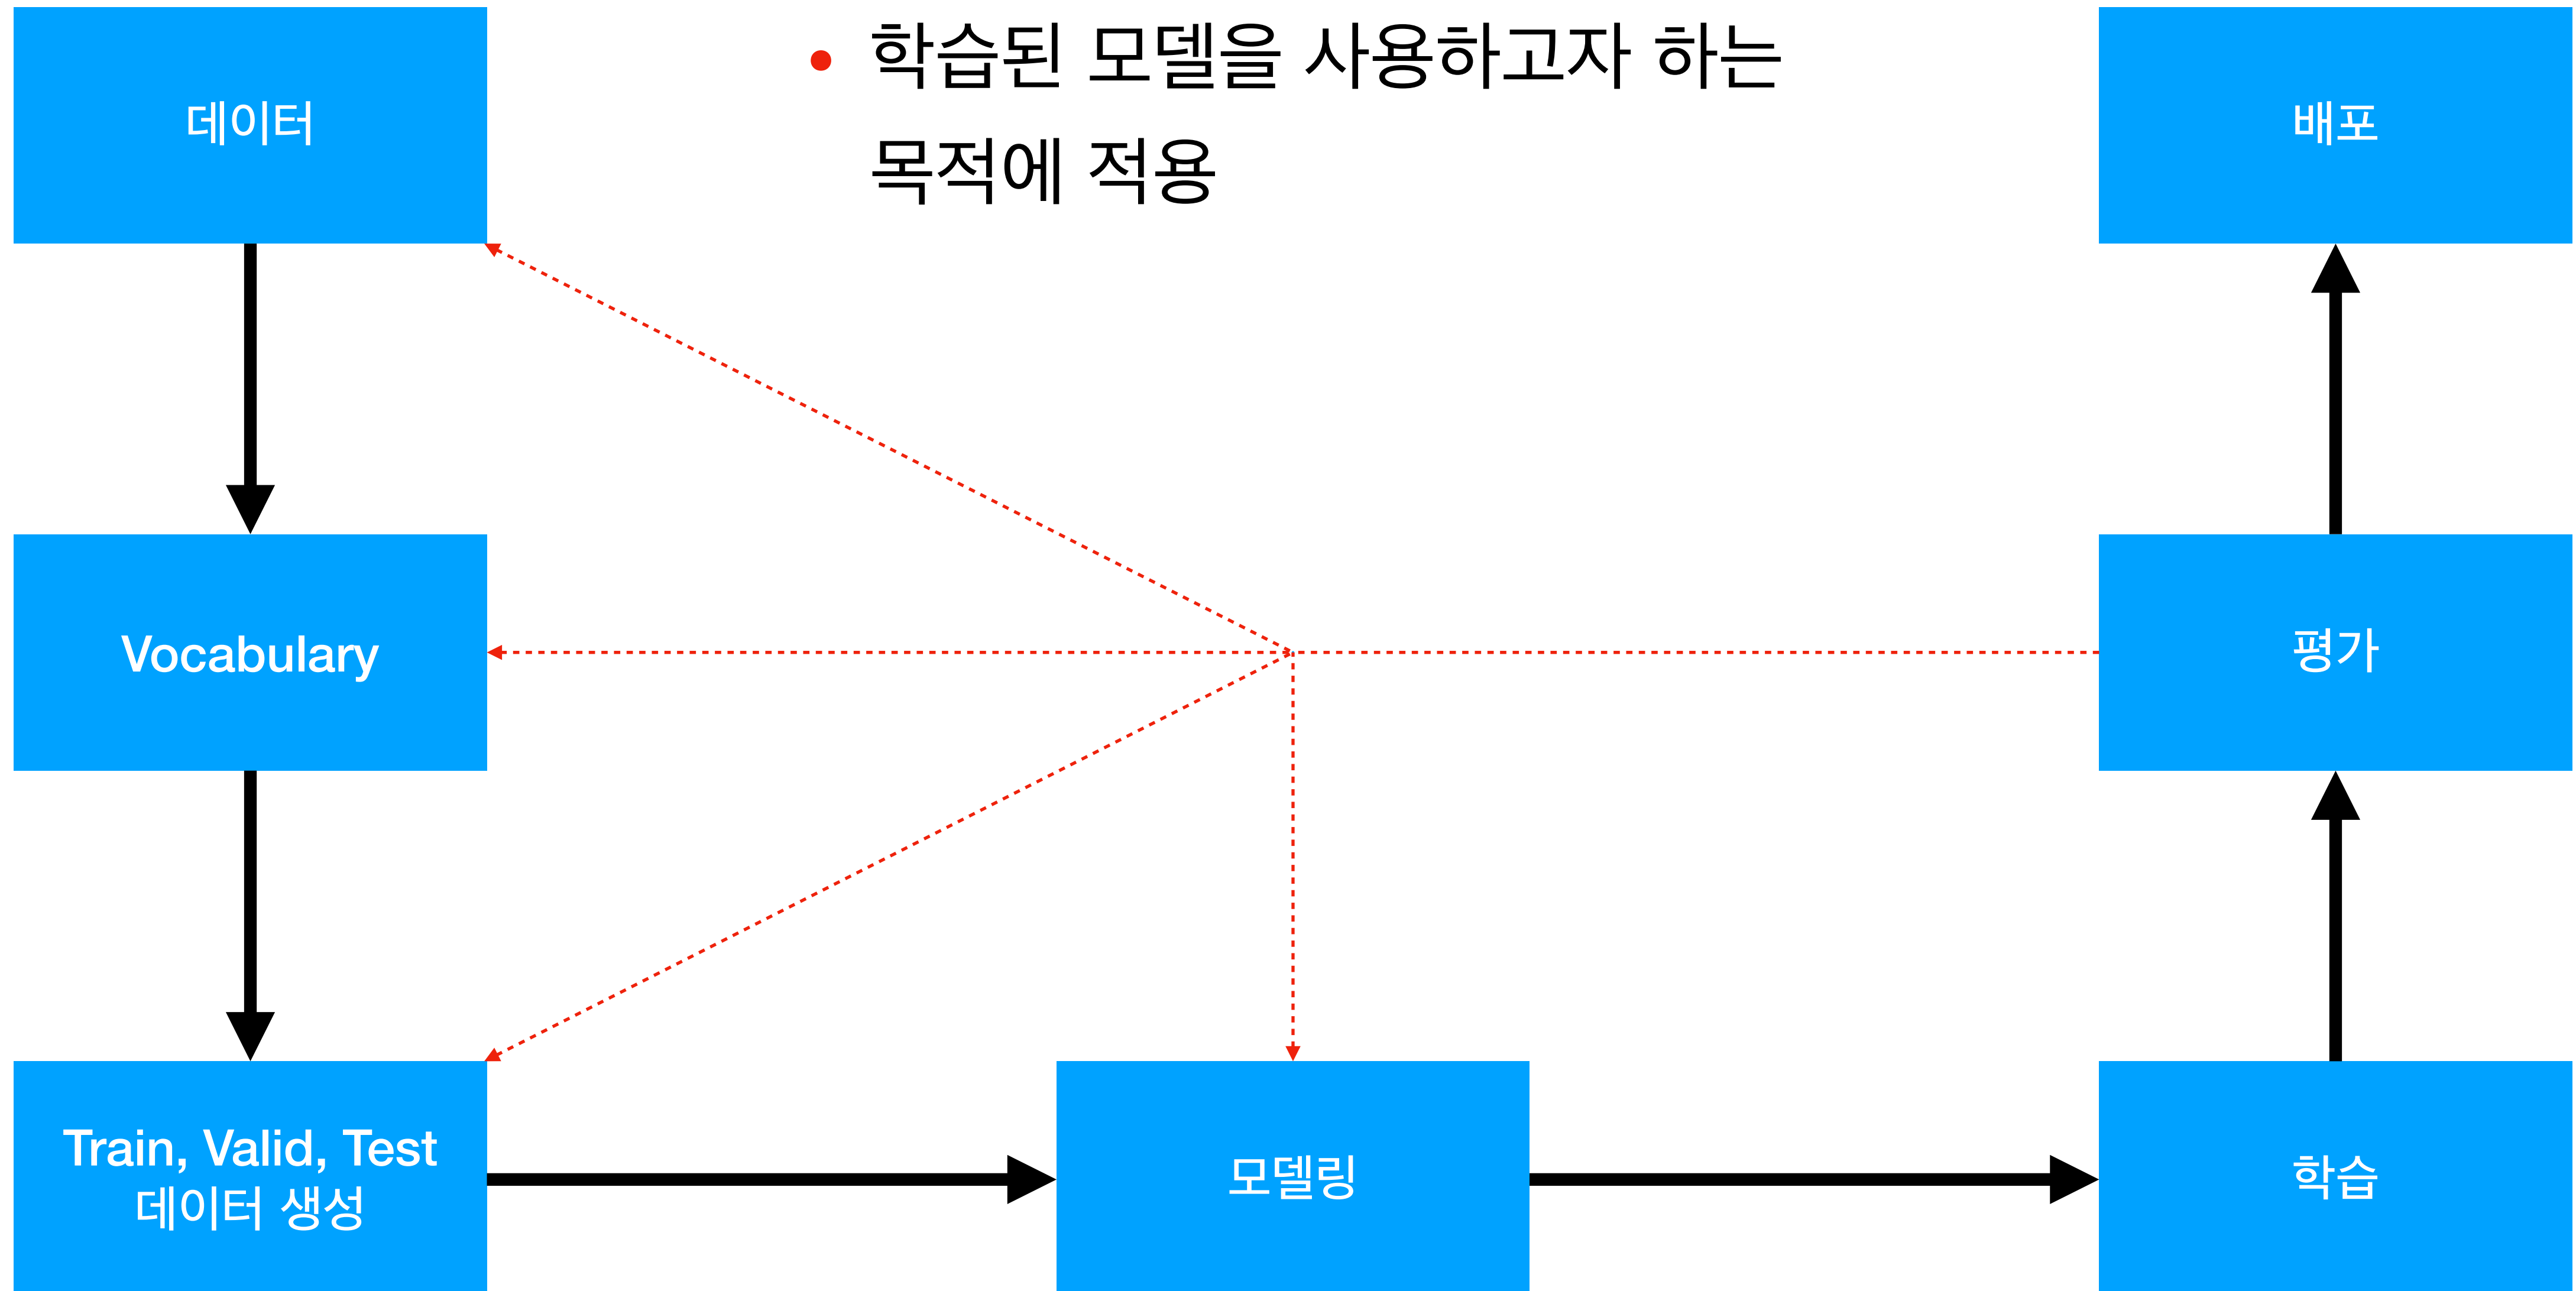 데이터
• 학습된 모델을 사용하고자 하는
목적에 적용
배포
Vocabulary
평가
Train, Valid, Test
데이터 생성
모델링
학습